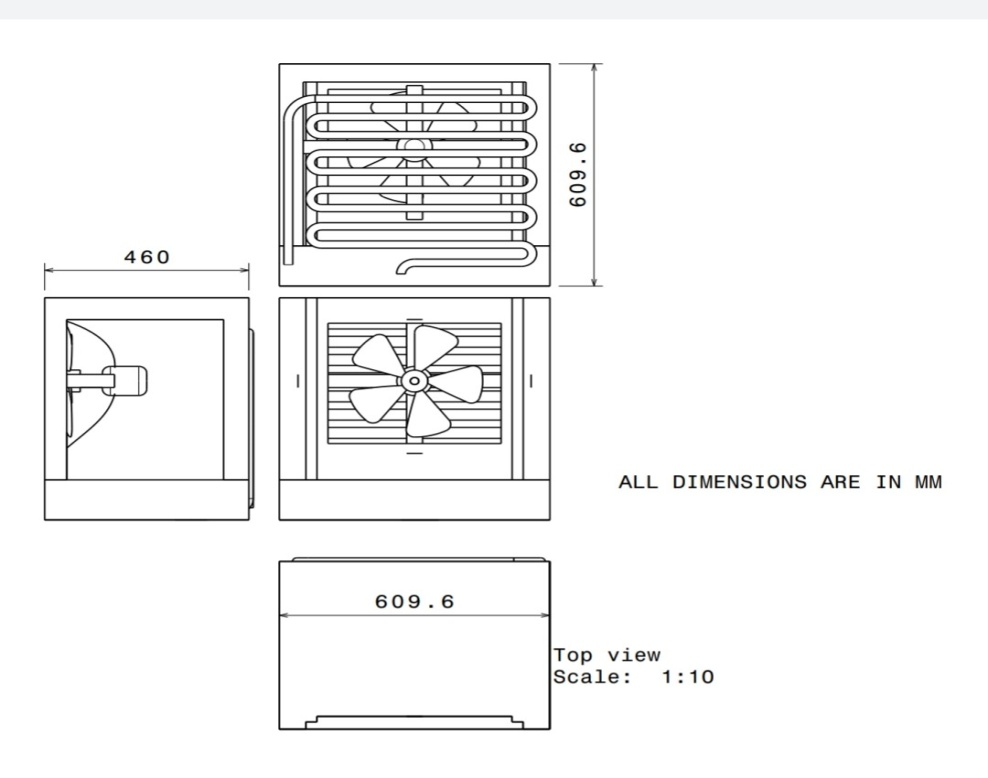 609.6
460
ALL DIMENSIONS ARE IN MM
609.6
Top view
Scale: 1:10